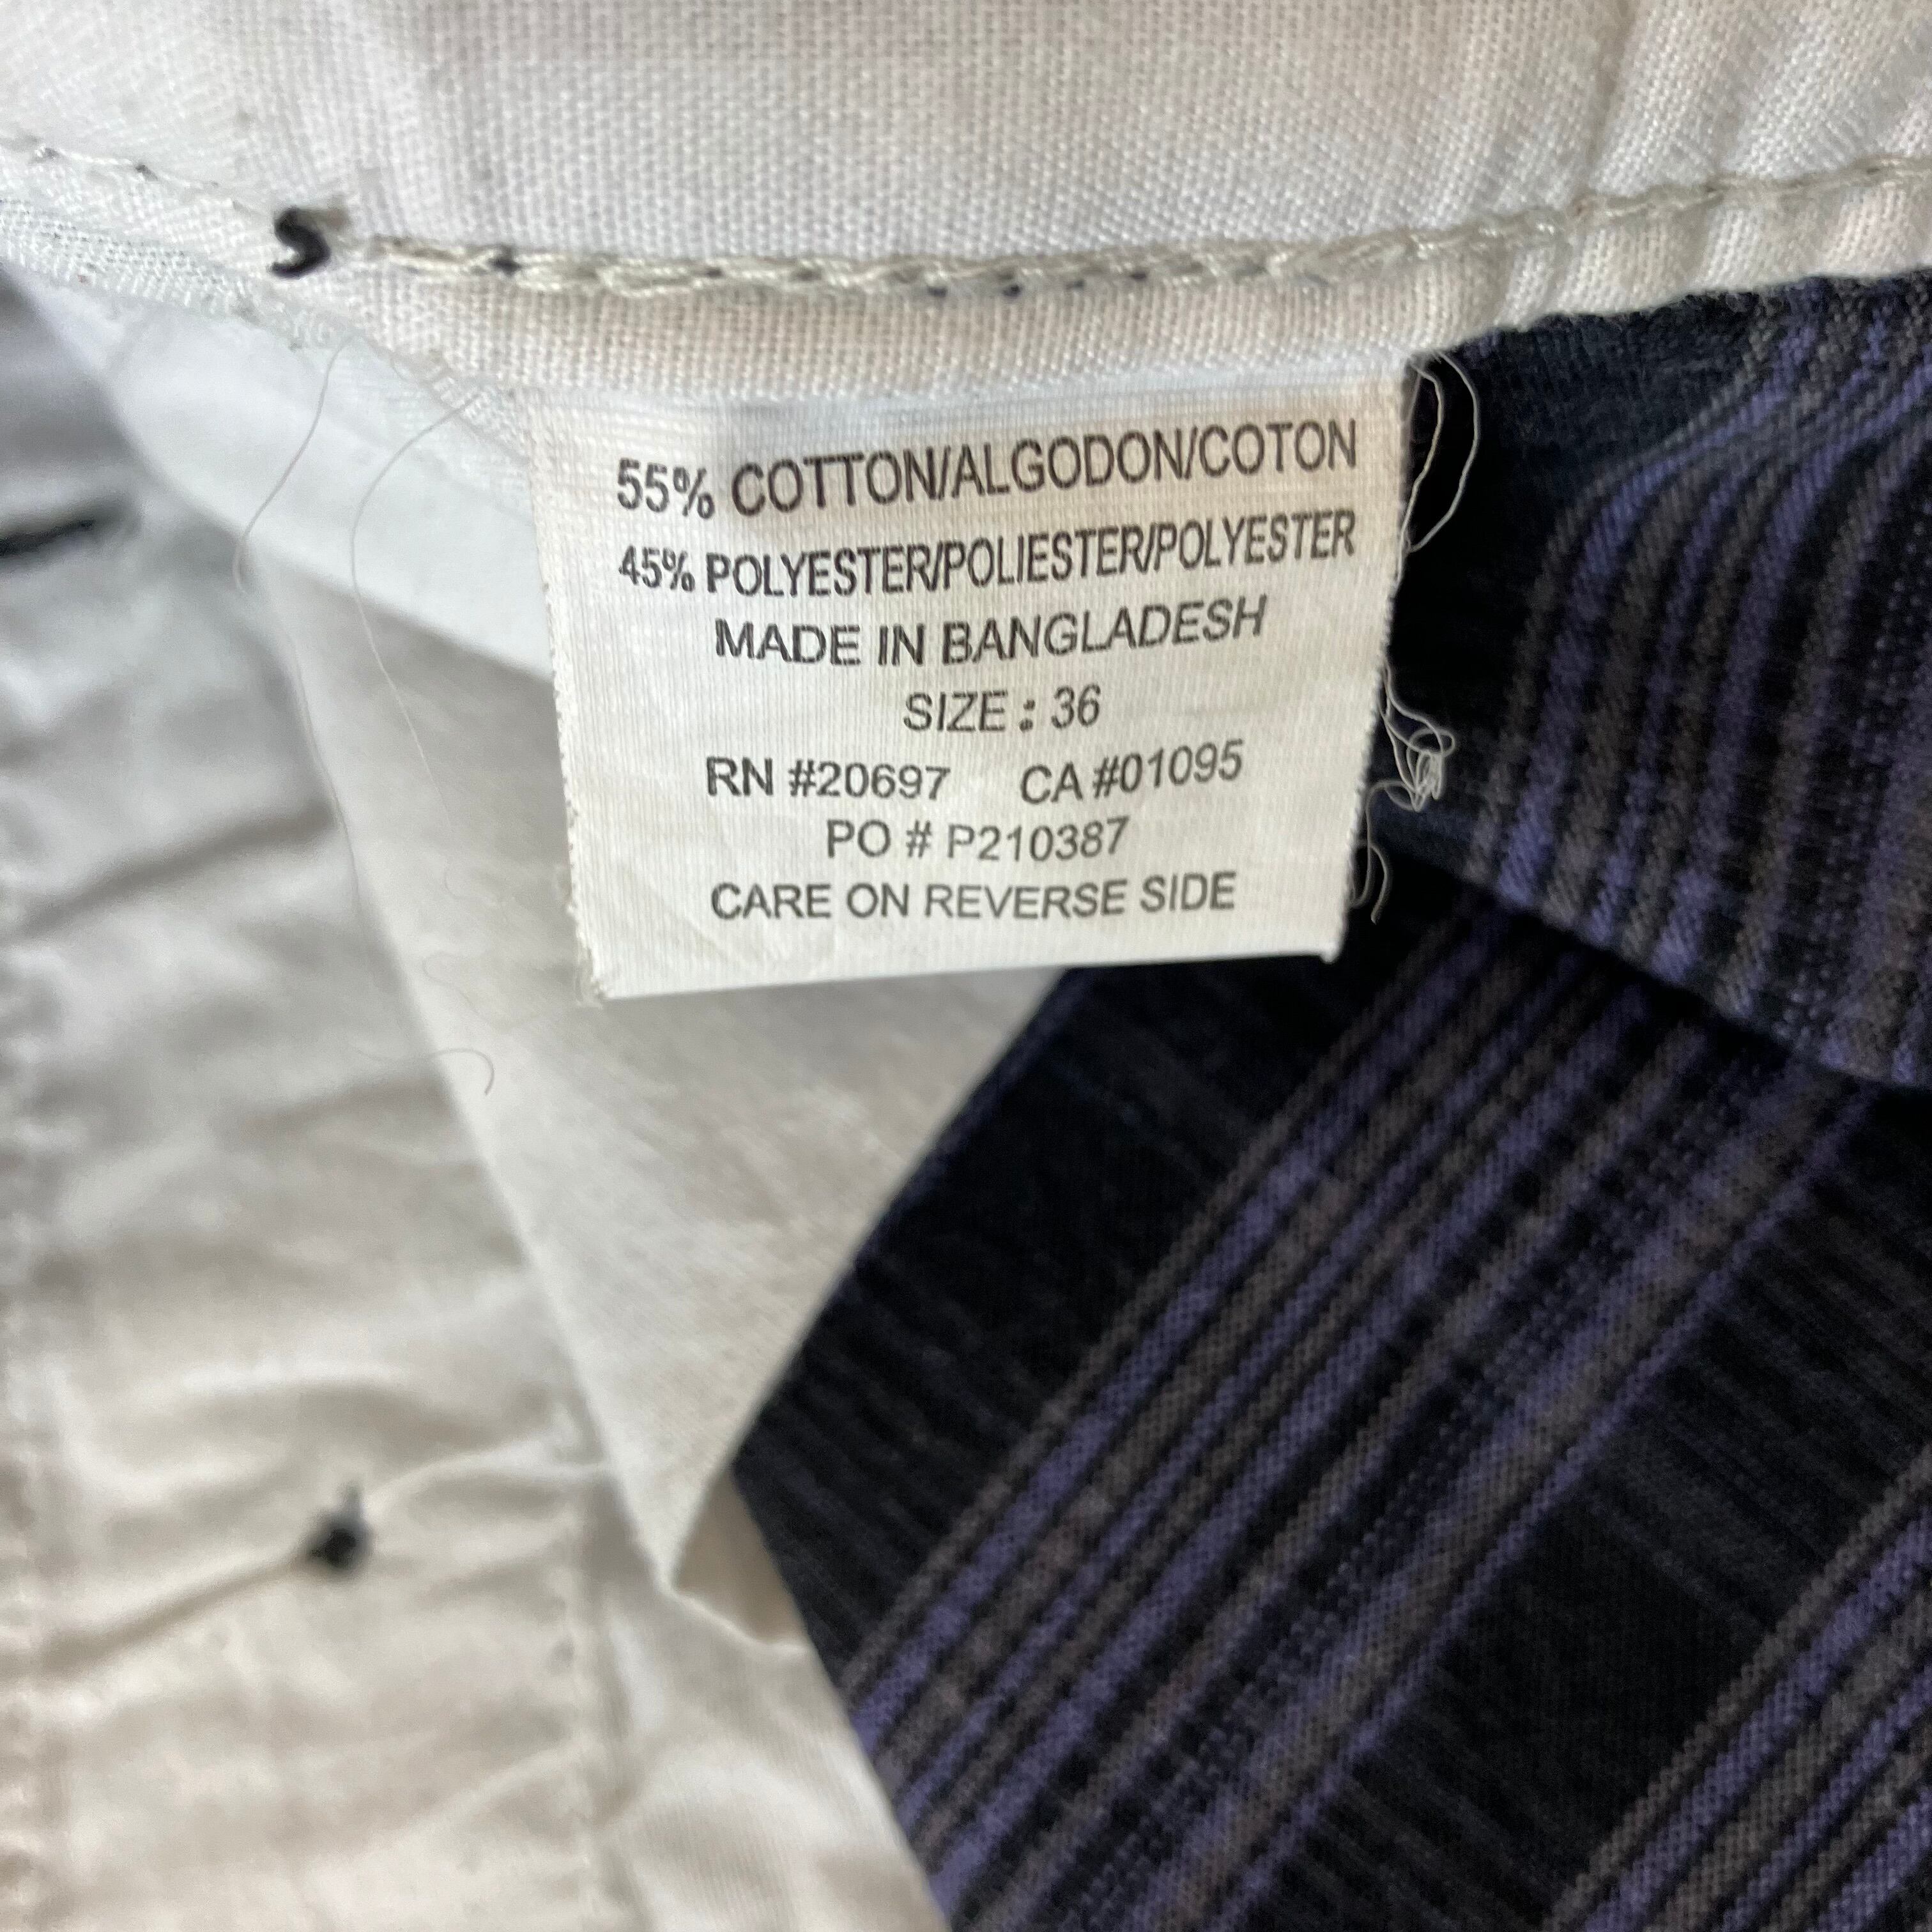 55% COTTON/ALGODON/COTON
45% POLYESTER/POLIESTER/POLYESTER
MADE IN BANGLADESH
SIZE : 36
RN #20697 CA #01095
PO # P210387
CARE ON REVERSE SIDE